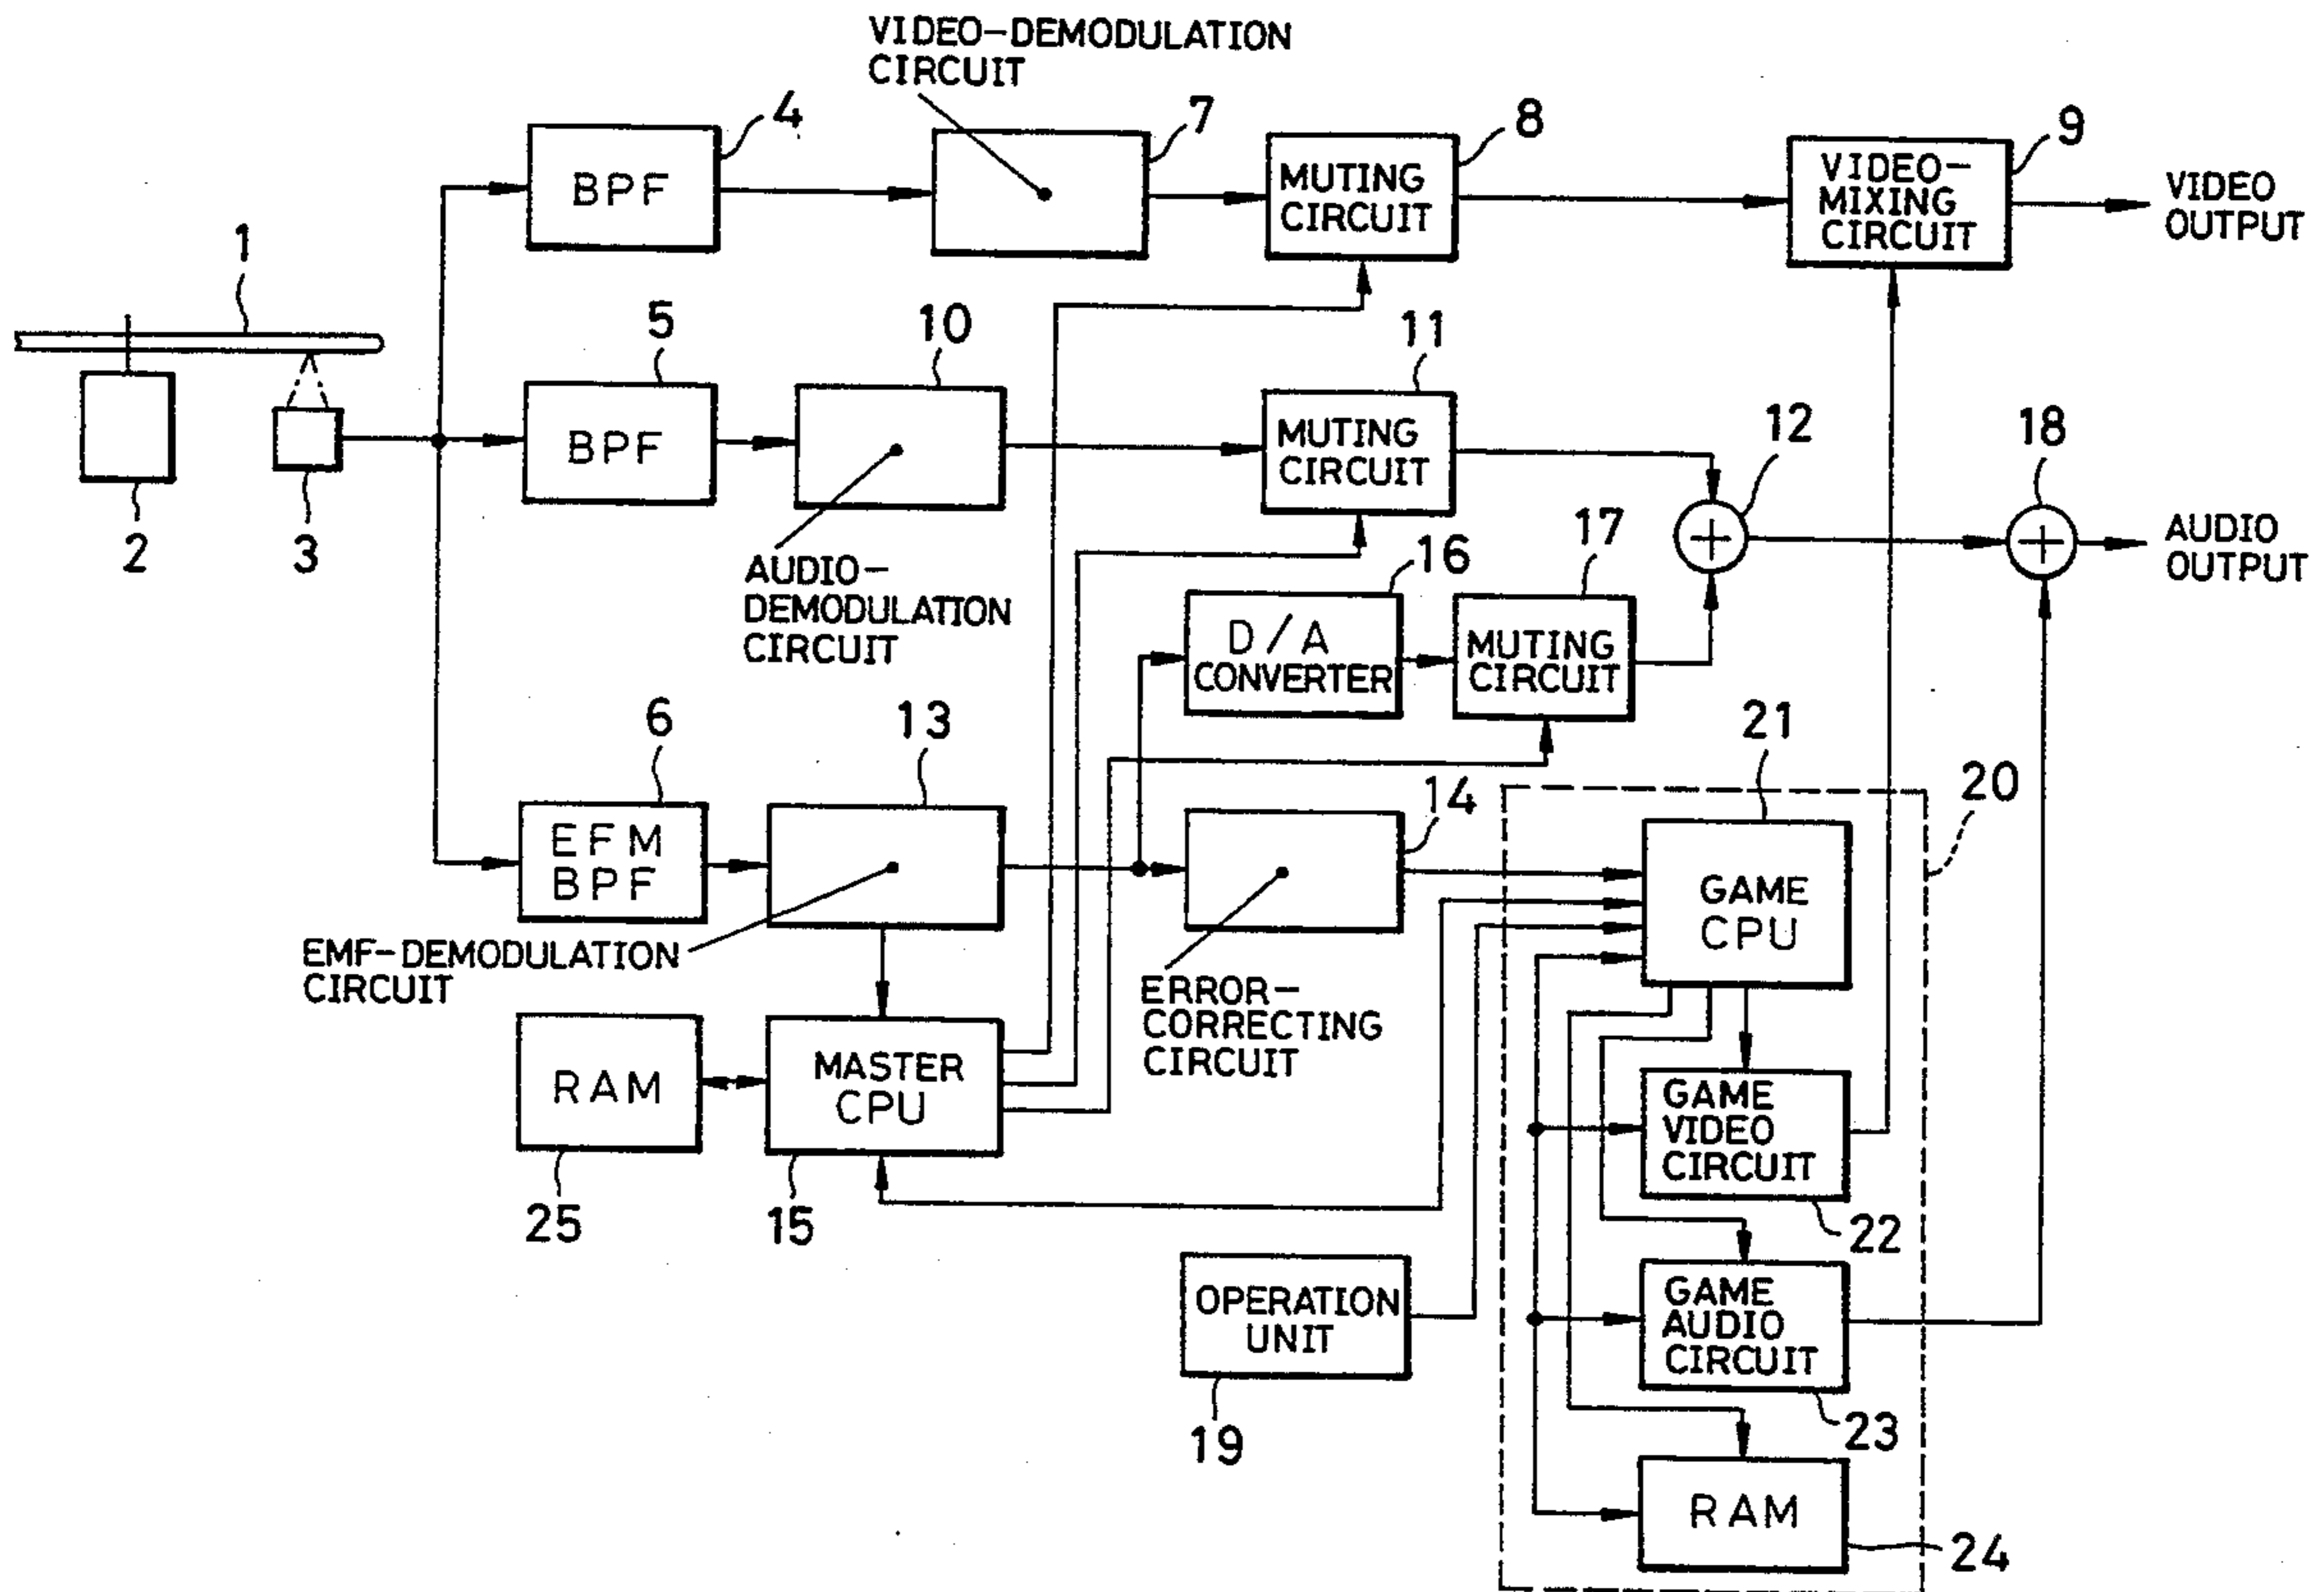 VIDEO-DEMODULATION
CIRCUIT
4
7
8
9
BPF
MUTING
CIRCUIT
VIDEO-
MIXING
CIRCUIT
VIDEO
OUTPUT
1
5
10
11
12
18
BPF
MUTING
CIRCUIT
2
3
AUDIO-
DEMODULATION
CIRCUIT
16
17
AUDIO
OUTPUT
D/A
CONVERTER
MUTING
CIRCUIT
6
13
14
21
20
EFM
BPF
GAME
CPU
EMF-DEMODULATION
CIRCUIT
ERROR-
CORRECTING
CIRCUIT
RAM
MASTER
CPU
GAME
VIDEO
CIRCUIT
25
15
22
OPERATION
UNIT
GAME
AUDIO
CIRCUIT
19
23
RAM
24